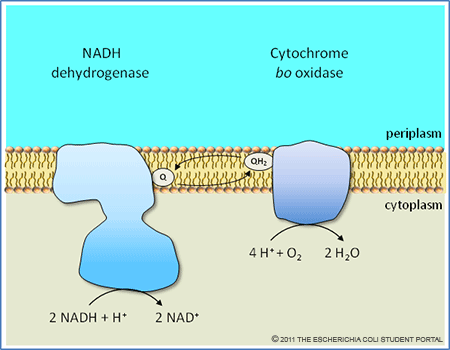 NADH
dehydrogenase
Cytochrome
bo oxidase
periplasm
Q
QH₂
cytoplasm
4 H⁺ + O₂ 2 H₂O
2 NADH + H⁺ 2 NAD⁺
© 2011 THE ESCHERICHIA COLI STUDENT PORTAL